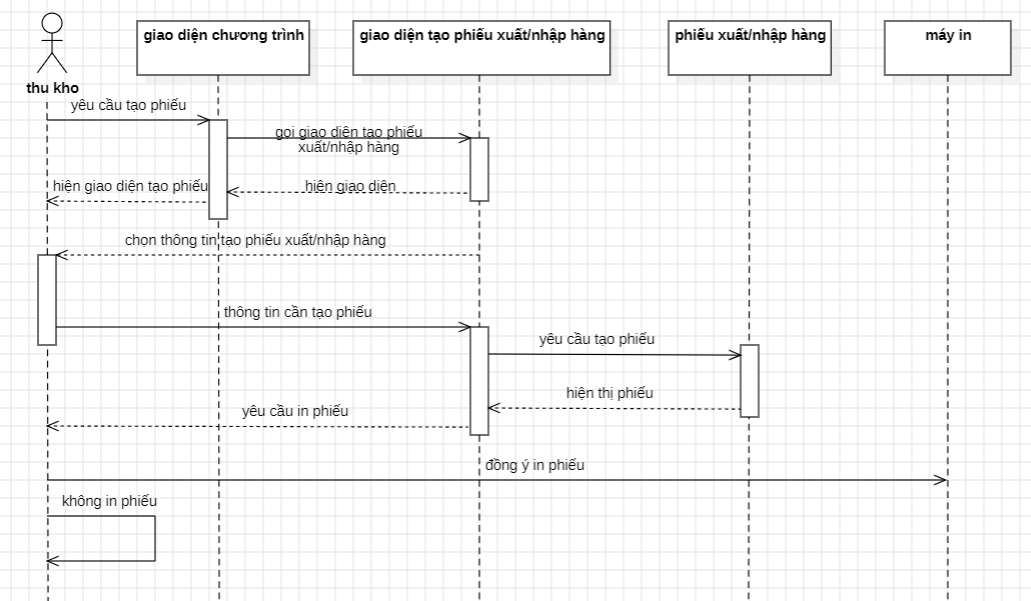 giao diện chương trình
giao diện tạo phiếu xuất/nhập hàng
phiếu xuất/nhập hàng
máy in
thu kho
yêu cầu tạo phiếu
gọi giao diện tạo phiếu
xuất/nhập hàng
hiện giao diện tạo phiếu
hiện giao diện
chọn thông tin tạo phiếu xuất/nhập hàng
thông tin cần tạo phiếu
yêu cầu tạo phiếu
hiện thị phiếu
yêu cầu in phiếu
đồng ý in phiếu
không in phiếu